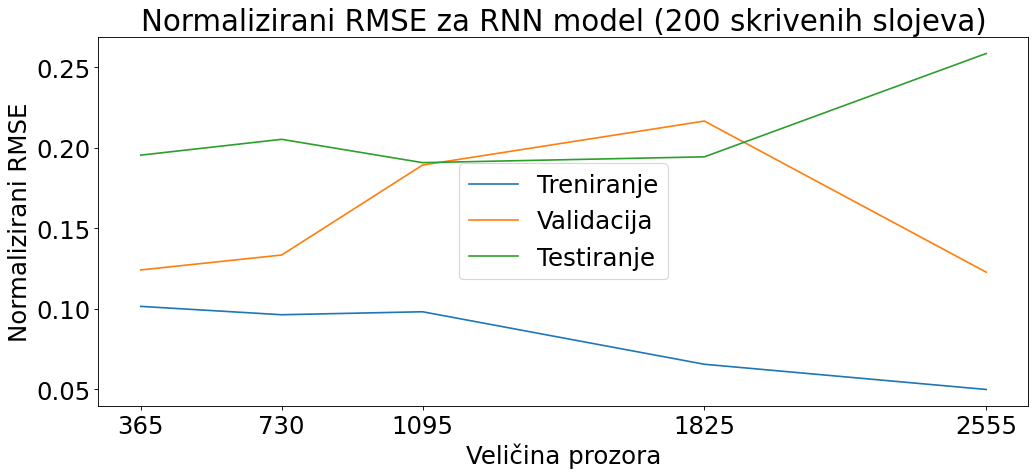 Normalizirani RMSE za RNN model (200 skrivenih slojeva)
Normalizirani RMSE
0.25
0.20
0.15
0.10
0.05
Treniranje
Validacija
Testiranje
365 730 1095 1825 2555
Veličina prozora